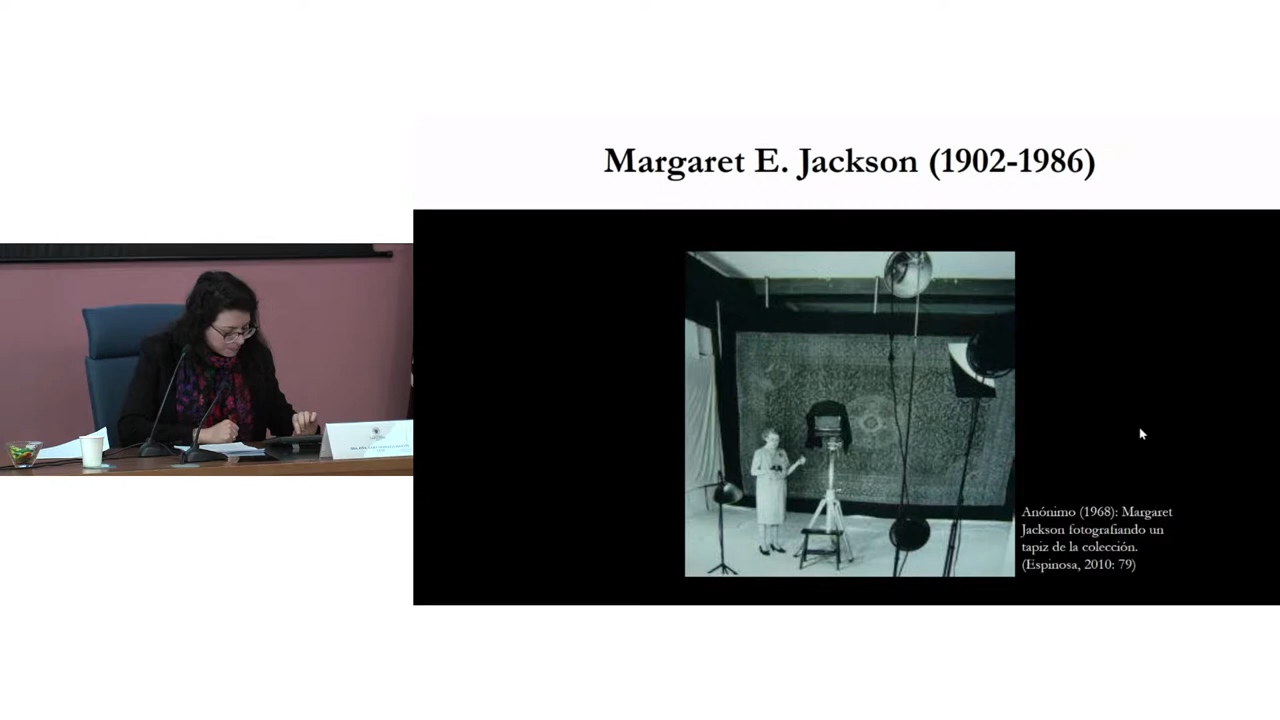 Margaret E. Jackson (1902-1986)
Anónimo (1968): Margaret
Jackson fotografiando un
tapiz de la colección.
(Espinosa, 2010: 79)